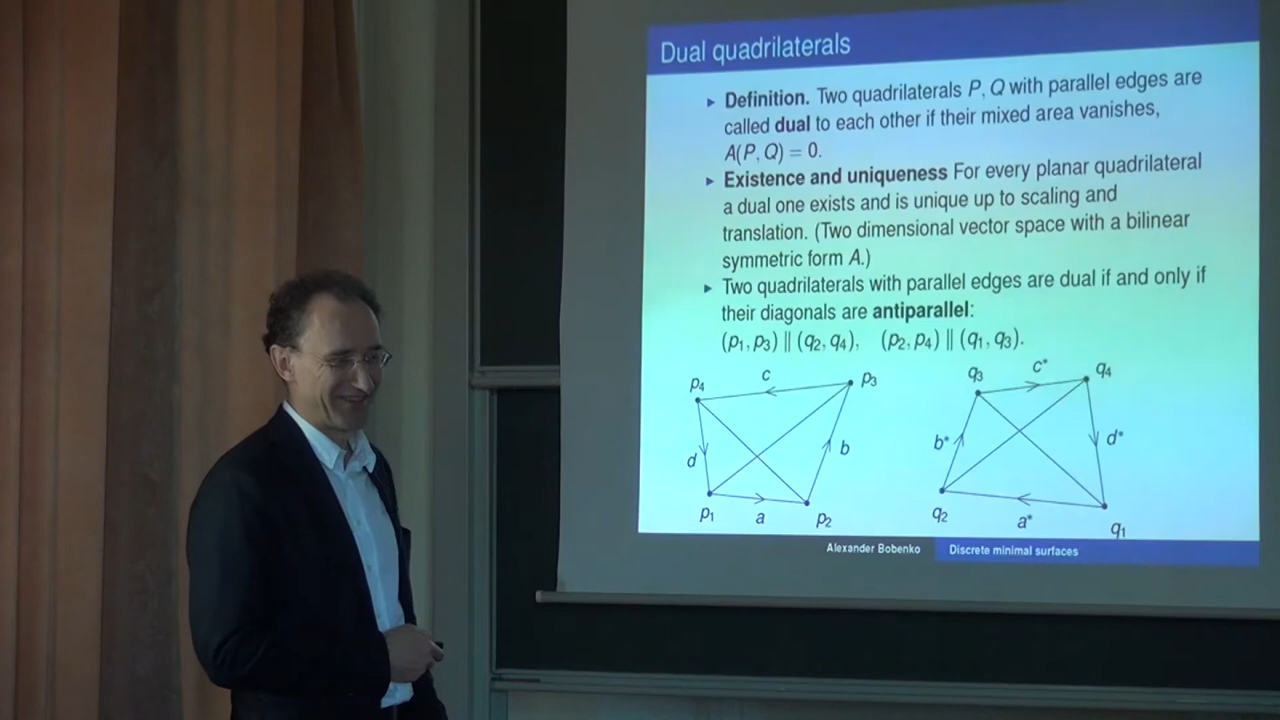 Dual quadrilaterals
▸ Definition. Two quadrilaterals P, Q with parallel edges are
called dual to each other if their mixed area vanishes,
A(P, Q) = 0.
▸ Existence and uniqueness For every planar quadrilateral
a dual one exists and is unique up to scaling and
translation. (Two dimensional vector space with a bilinear
symmetric form A.)
▸ Two quadrilaterals with parallel edges are dual if and only if
their diagonals are antiparallel:
(p₁, p₃) ∥ (q₂, q₄), (p₂, p₄) ∥ (q₁, q₃).
p₄ c p₃
d b
p₁ a p₂
q₃ c* q₄
b* d*
q₂ a* q₁
Alexander Bobenko Discrete minimal surfaces